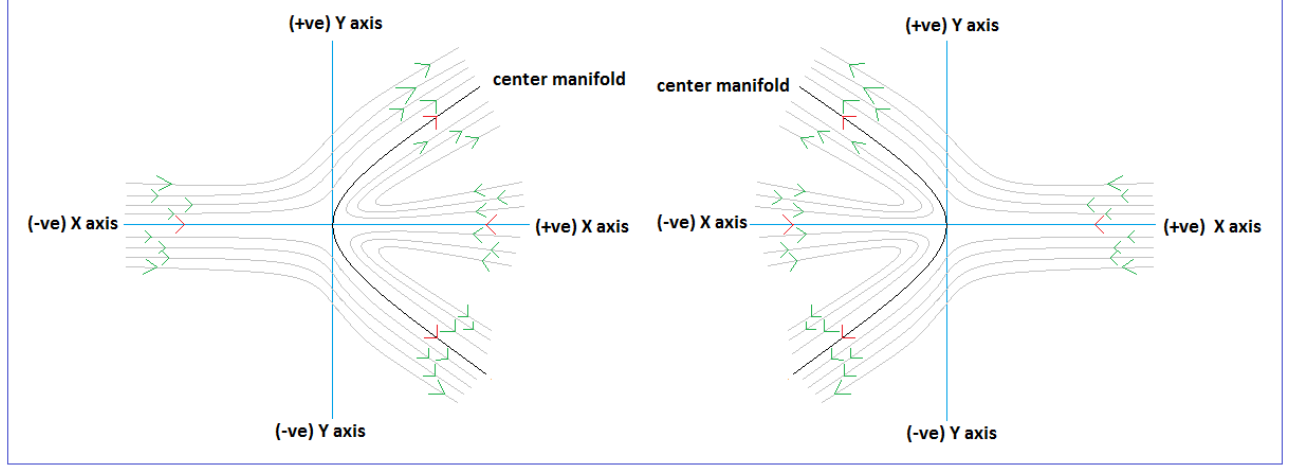 (+ve) Y axis
center manifold
(-ve) X axis
(+ve) X axis
(-ve) Y axis
(+ve) Y axis
center manifold
(-ve) X axis
(+ve) X axis
(-ve) Y axis